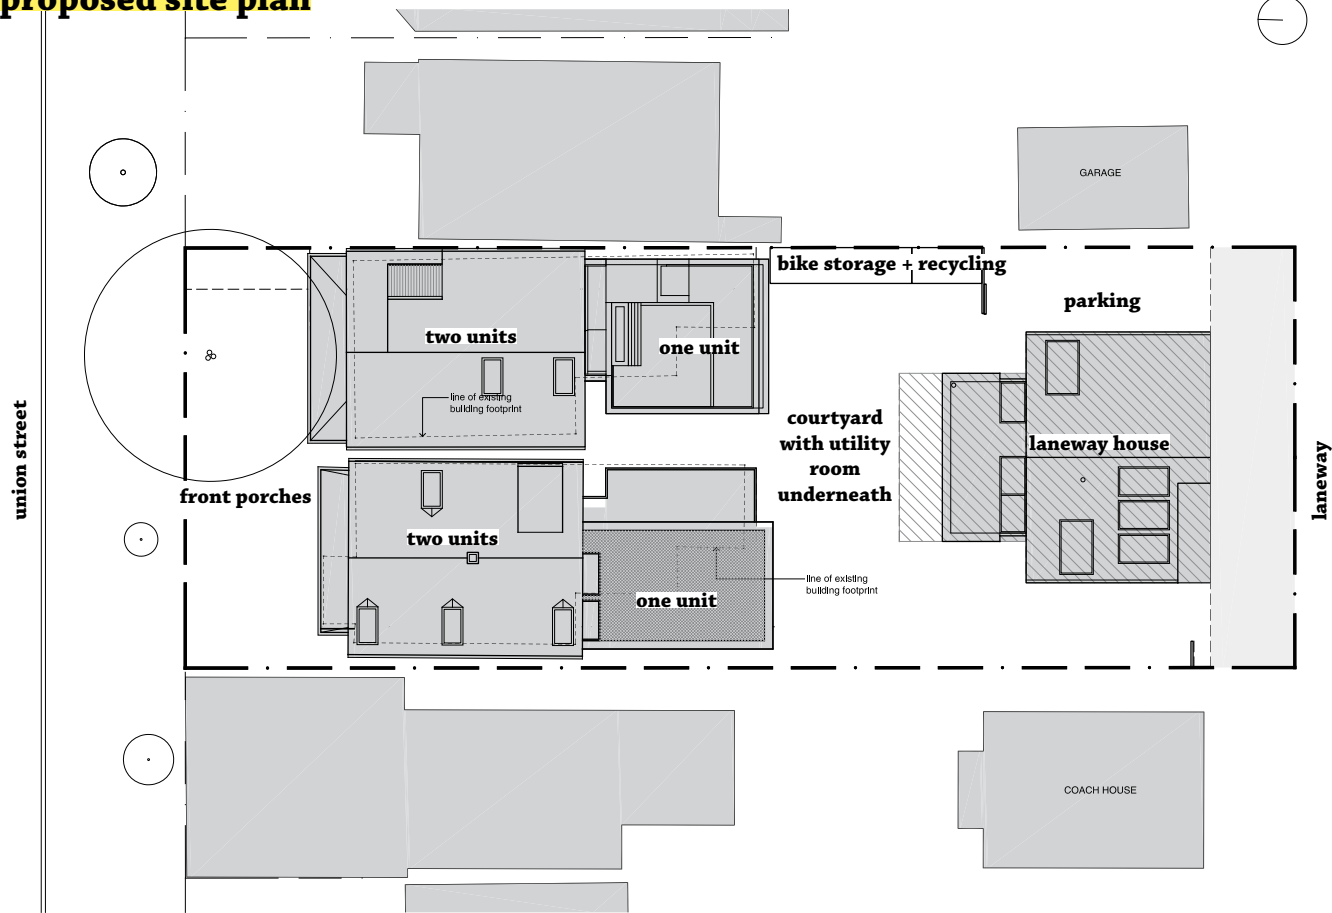 proposed site plan
GARAGE
bike storage + recycling
parking
two units
one unit
line of existing
building footprint
courtyard
with utility
room
underneath
laneway house
union street
laneway
front porches
two units
line of existing
building footprint
one unit
COACH HOUSE